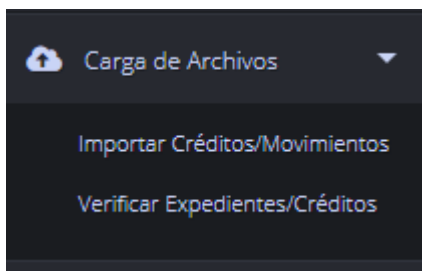 Carga de Archivos
Importar Créditos/Movimientos
Verificar Expedientes/Créditos